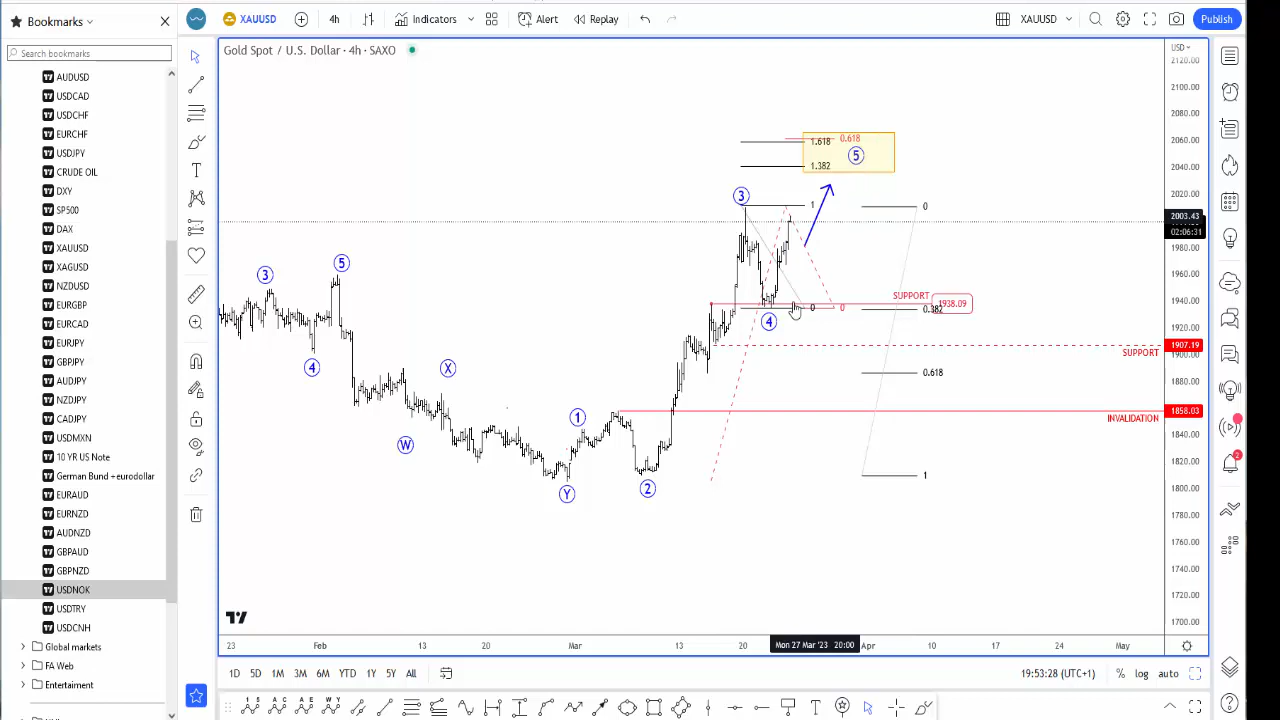 Bookmarks
Search bookmarks
AUDUSD
USDCAD
USDCHF
EURCHF
USDJPY
CRUDE OIL
DXY
SP500
DAX
XAUUSD
XAGUSD
NZDUSD
EURGBP
EURCAD
EURJPY
GBPJPY
AUDJPY
NZDJPY
CADJPY
USDMXN
10 YR US Note
German Bund +eurodollar
EURAUD
EURNZD
AUDNZD
GBPAUD
GBPNZD
USDNOK
USDTRY
USDCNH
Global markets
FA Web
Entertaiment
XAUUSD 4h Indicators Alert Replay XAUUSD Publish
Gold Spot / U.S. Dollar · 4h · SAXO
USD
2120.00
2100.00
2080.00
2060.00
2040.00
2020.00
2003.43
02:06:31
1980.00
1960.00
1940.00
1920.00
1907.19
1900.00
1880.00
1858.03
1840.00
1820.00
1800.00
1780.00
1760.00
1740.00
1720.00
1700.00
1.618 0.618
5
1.382
3
1 0
3 5
SUPPORT 1938.09
0 0 0.382
4
SUPPORT
4 X
0.618
1
INVALIDATION
W
Y 2
1
23 Feb 13 20 Mar 13 20 Mon 27 Mar '23 20:00 Apr 10 17 24 May
1D 5D 1M 3M 6M YTD 1Y 5Y All
19:53:28 (UTC+1) % log auto
2